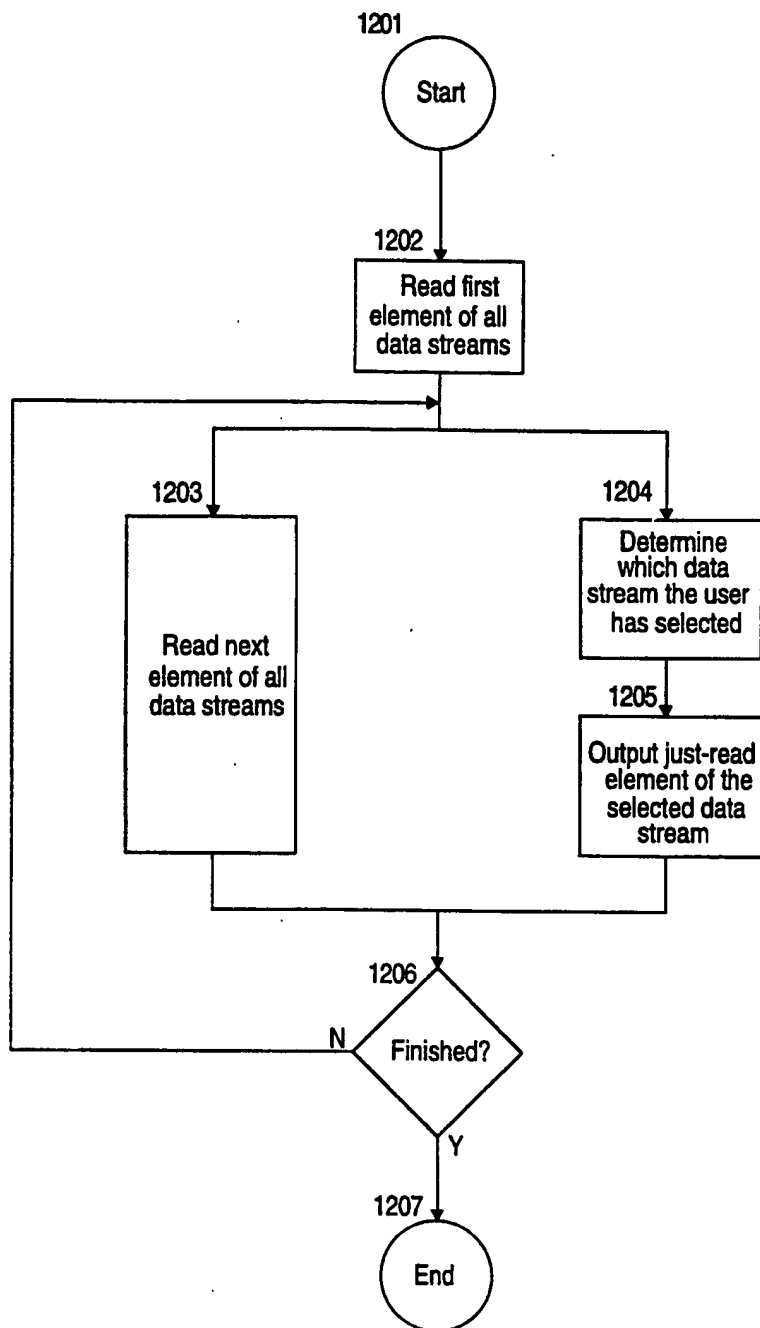 1201
Start
1202
Read first
element of all
data streams
1203
Read next
element of all
data streams
1204
Determine
which data
stream the user
has selected
1205
Output just-read
element of the
selected data
stream
1206
Finished?
N
Y
1207
End